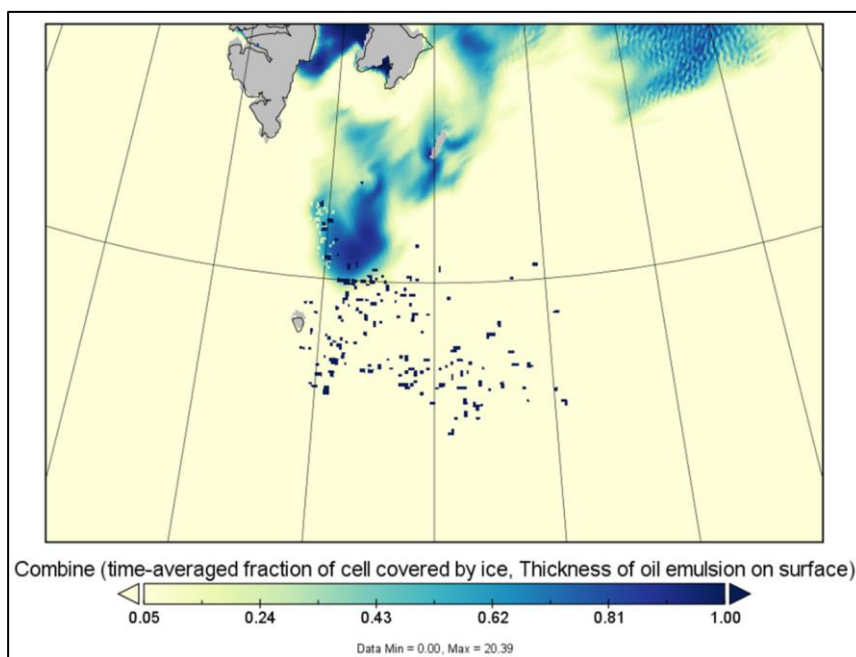 Combine (time-averaged fraction of cell covered by ice, Thickness of oil emulsion on surface)
0.05 0.24 0.43 0.62 0.81 1.00
Data Min = 0.00, Max = 20.39